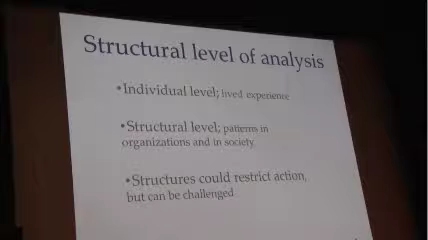 Structural level of analysis
•Individual level; lived experience
•Structural level; patterns in
organizations and in society
•Structures could restrict action,
but can be challenged